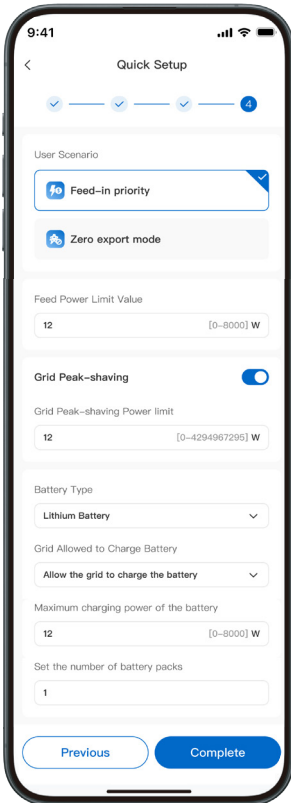 9:41
Quick Setup
4
User Scenario
Feed-in priority
Zero export mode
Feed Power Limit Value
12 [0-8000] W
Grid Peak-shaving
Grid Peak-shaving Power limit
12 [0-4294967295] W
Battery Type
Lithium Battery
Grid Allowed to Charge Battery
Allow the grid to charge the battery
Maximum charging power of the battery
12 [0-8000] W
Set the number of battery packs
1
Previous Complete